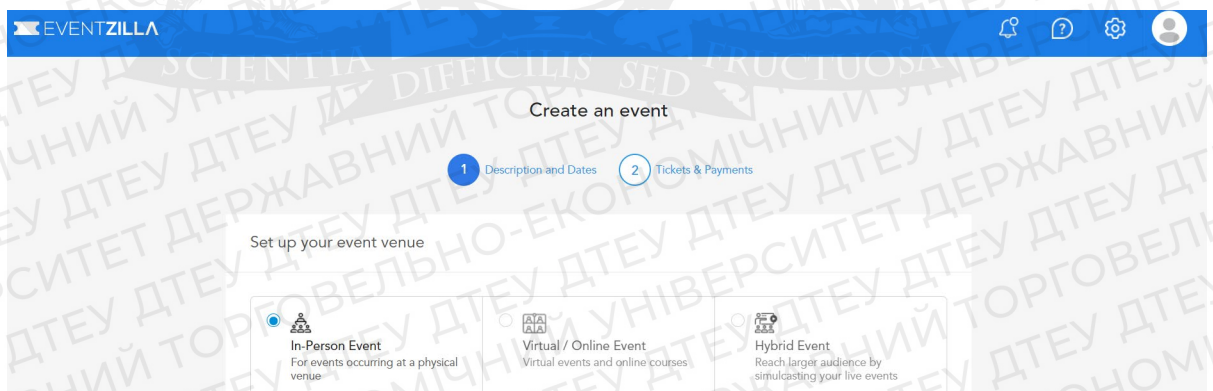 EVENTZILLA
SCIENTIA DIFFICILIS SED FRUCTUOSA
Create an event
1 Description and Dates 2 Tickets & Payments
Set up your event venue
In-Person Event
For events occurring at a physical
venue
Virtual / Online Event
Virtual events and online courses
Hybrid Event
Reach larger audience by
simulcasting your live events
ДТЕУ ДЕРЖАВНИЙ ТОРГОВЕЛЬНО-ЕКОНОМІЧНИЙ УНІВЕРСИТЕТ ДТЕУ